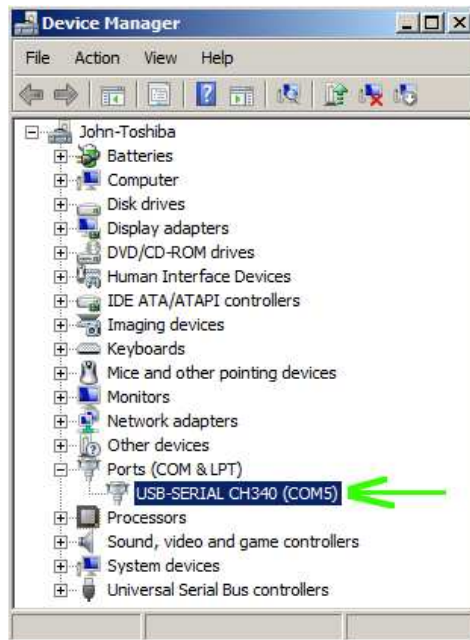 Device Manager
File Action View Help
John-Toshiba
Batteries
Computer
Disk drives
Display adapters
DVD/CD-ROM drives
Human Interface Devices
IDE ATA/ATAPI controllers
Imaging devices
Keyboards
Mice and other pointing devices
Monitors
Network adapters
Other devices
Ports (COM & LPT)
USB-SERIAL CH340 (COM5)
Processors
Sound, video and game controllers
System devices
Universal Serial Bus controllers